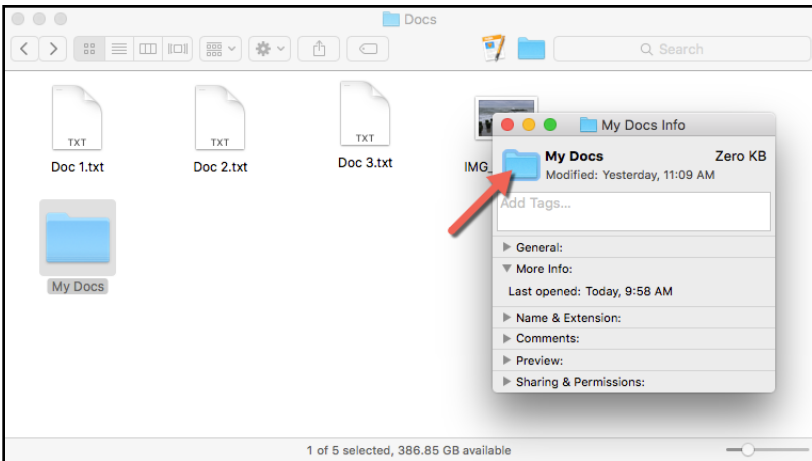 Docs
Search
TXT
TXT
TXT
Doc 1.txt
Doc 2.txt
Doc 3.txt
IMG_
My Docs
My Docs Info
My Docs Zero KB
Modified: Yesterday, 11:09 AM
Add Tags...
General:
More Info:
Last opened: Today, 9:58 AM
Name & Extension:
Comments:
Preview:
Sharing & Permissions:
1 of 5 selected, 386.85 GB available